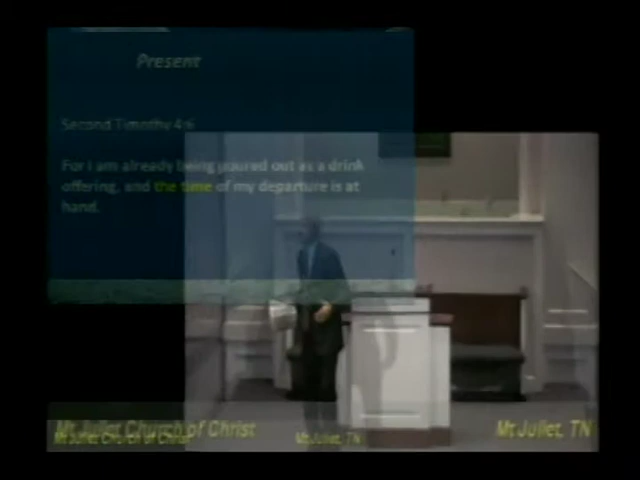 Present
Second Timothy 4:6
For I am already being poured out as a drink
offering, and the time of my departure is at
hand.
Mt. Juliet Church of Christ
Mt. Juliet, TN
Mt. Juliet Church of Christ
Mt. Juliet, TN